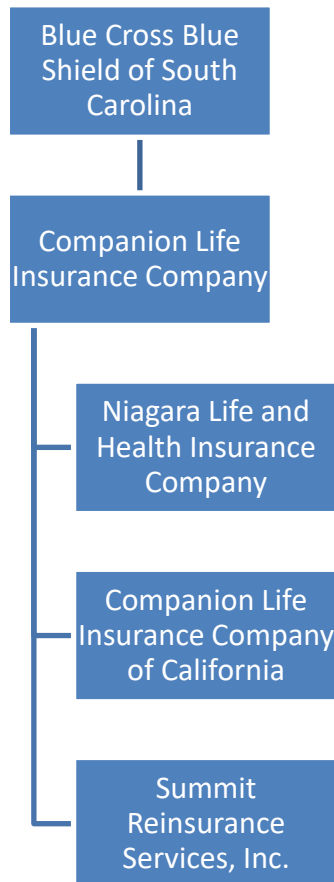 Blue Cross Blue
Shield of South
Carolina
Companion Life
Insurance Company
Niagara Life and
Health Insurance
Company
Companion Life
Insurance Company
of California
Summit
Reinsurance
Services, Inc.